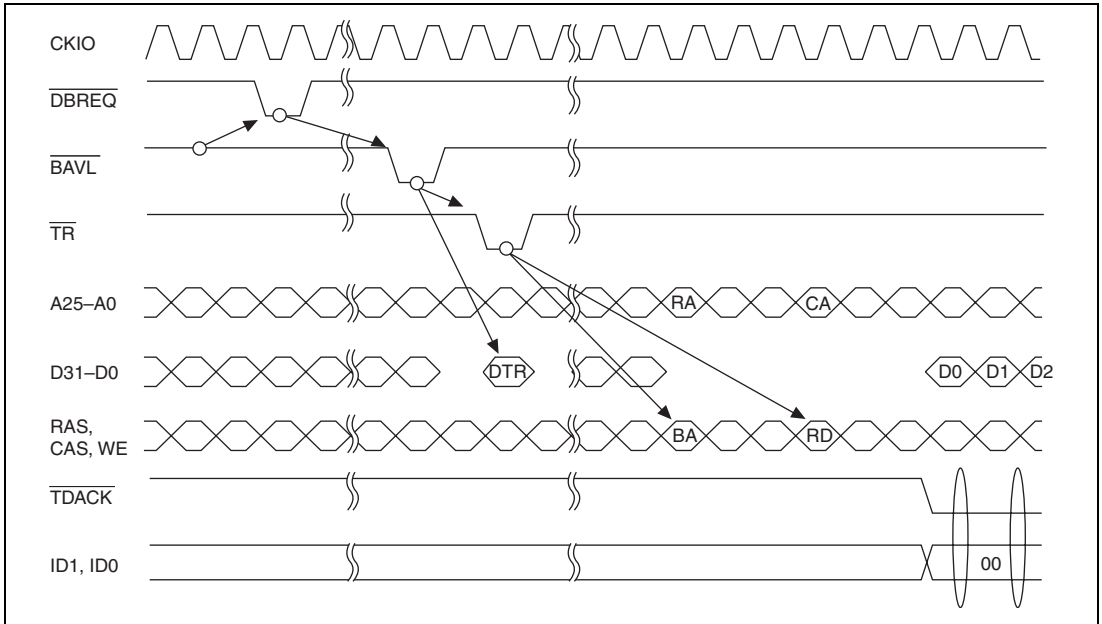 CKIO
DBREQ
BAVL
TR
A25–A0 RA CA
D31–D0 DTR D0 D1 D2
RAS,
CAS, WE BA RD
TDACK
ID1, ID0 00